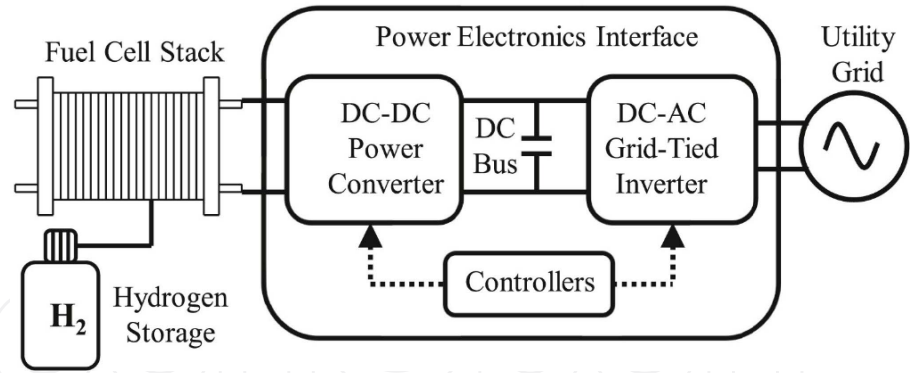 Power Electronics Interface
Utility
Grid
Fuel Cell Stack
DC-DC
Power
Converter
DC
Bus
DC-AC
Grid-Tied
Inverter
Controllers
Hydrogen
Storage
H₂